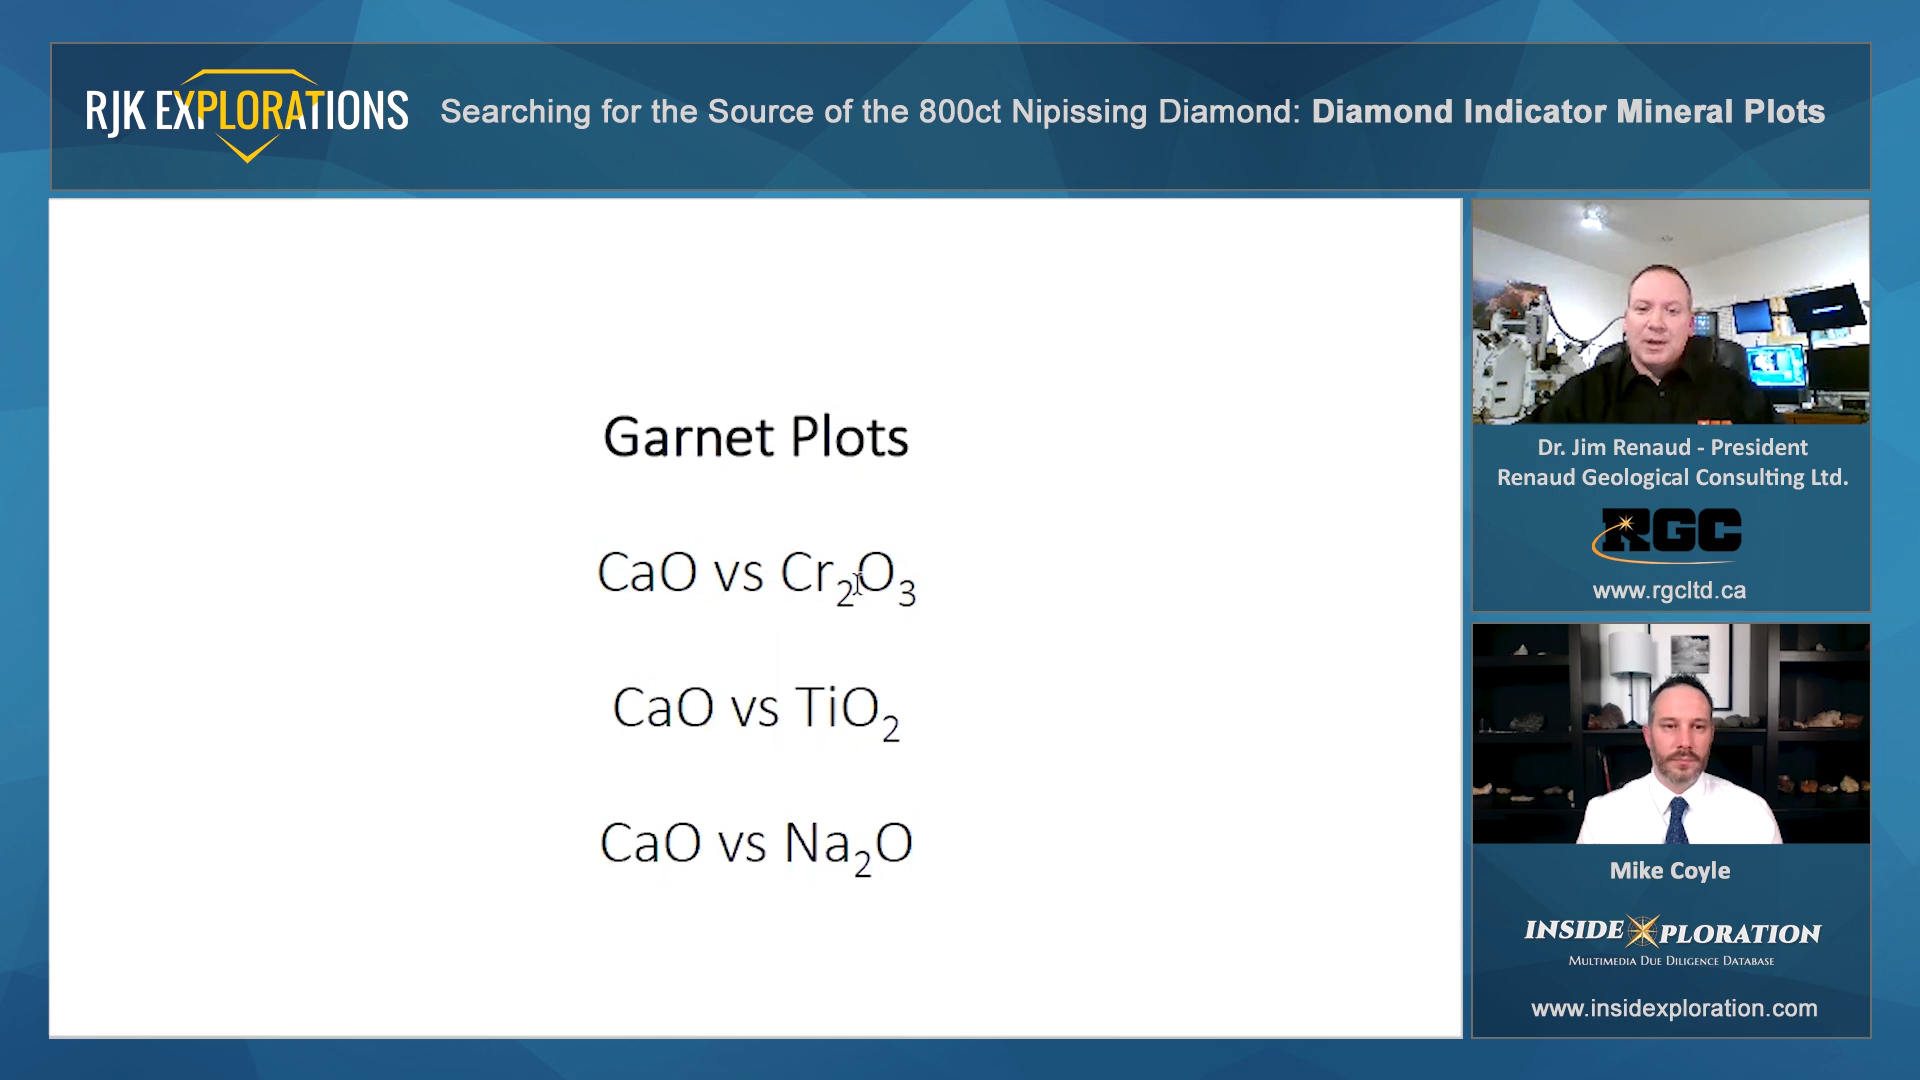 RJK EXPLORATIONS
Searching for the Source of the 800ct Nipissing Diamond: Diamond Indicator Mineral Plots
Garnet Plots
CaO vs Cr₂O₃
CaO vs TiO₂
CaO vs Na₂O
Dr. Jim Renaud - President
Renaud Geological Consulting Ltd.
RGC
www.rgcltd.ca
Mike Coyle
INSIDE XPLORATION
MULTIMEDIA DUE DILIGENCE DATABASE
www.insidexploration.com